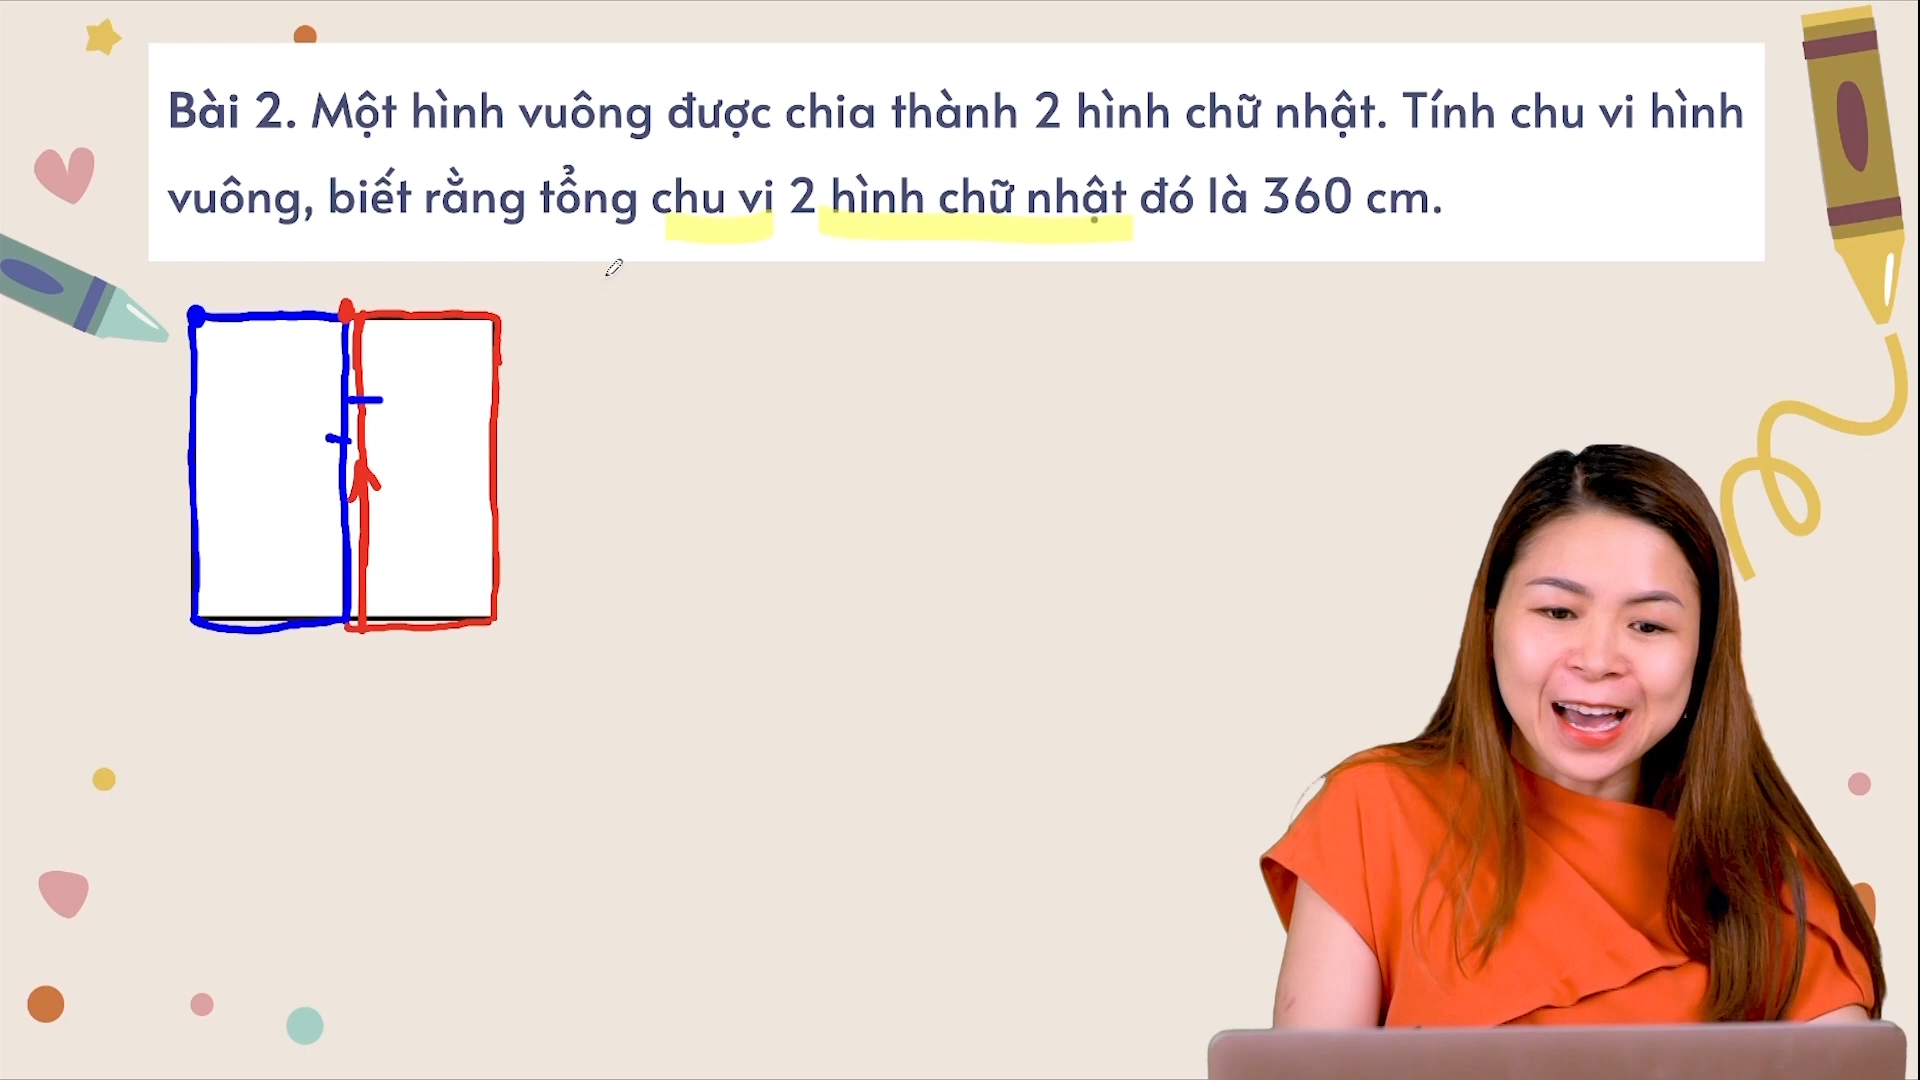 Bài 2. Một hình vuông được chia thành 2 hình chữ nhật. Tính chu vi hình
vuông, biết rằng tổng chu vi 2 hình chữ nhật đó là 360 cm.